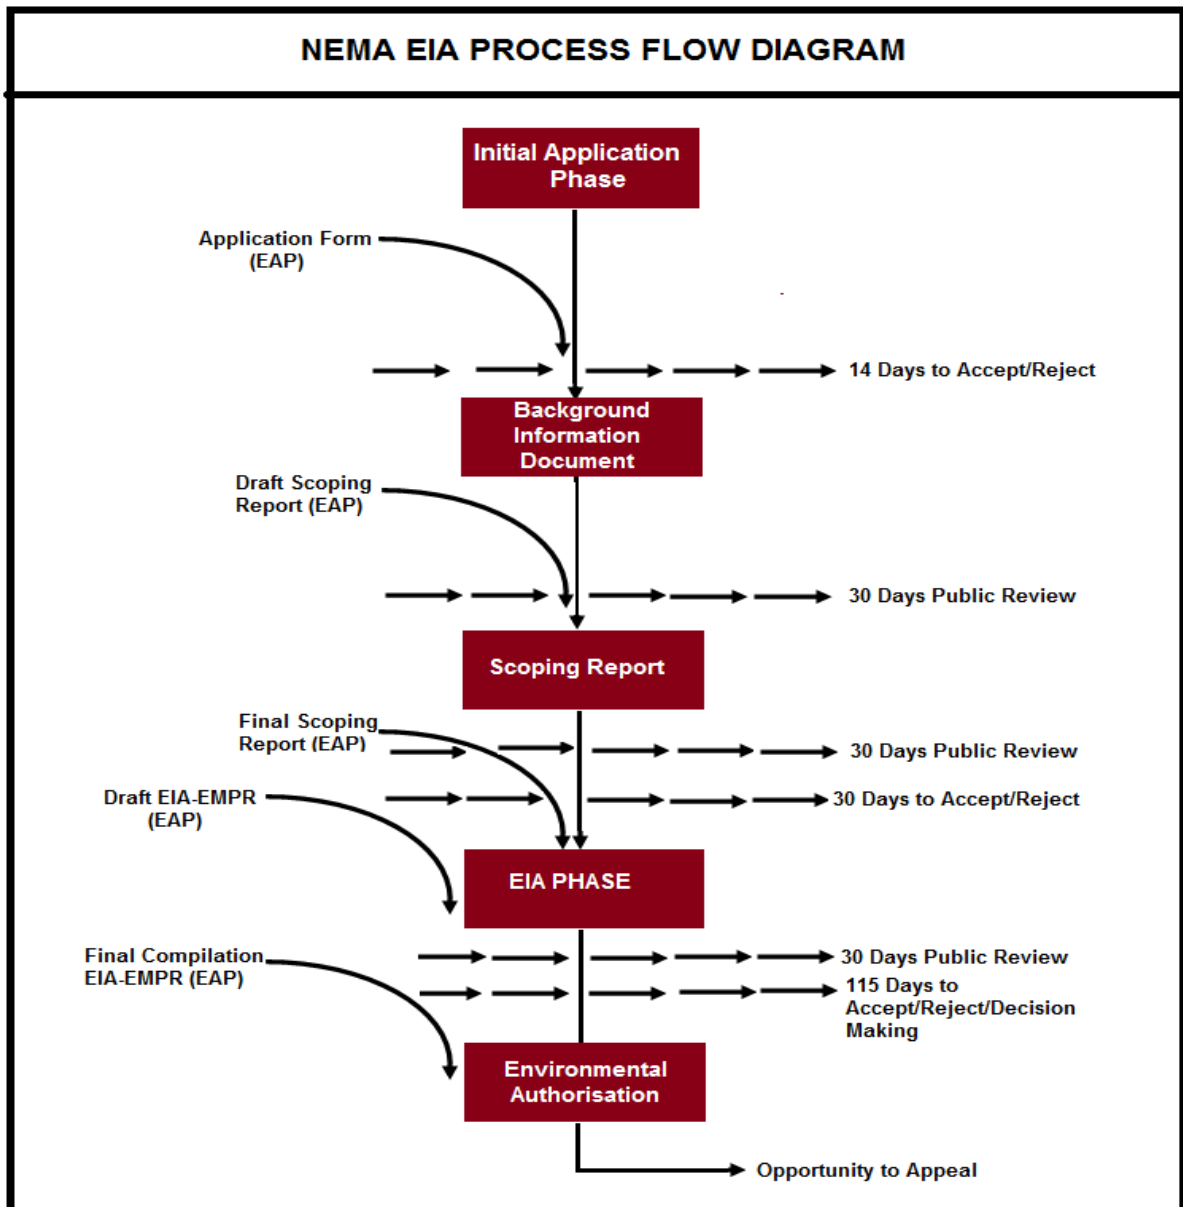 NEMA EIA PROCESS FLOW DIAGRAM
Initial Application
Phase
Application Form
(EAP)
14 Days to Accept/Reject
Background
Information
Document
Draft Scoping
Report (EAP)
30 Days Public Review
Scoping Report
Final Scoping
Report (EAP)
30 Days Public Review
Draft EIA-EMPR
(EAP)
30 Days to Accept/Reject
EIA PHASE
Final Compilation
EIA-EMPR (EAP)
30 Days Public Review
115 Days to
Accept/Reject/Decision
Making
Environmental
Authorisation
Opportunity to Appeal